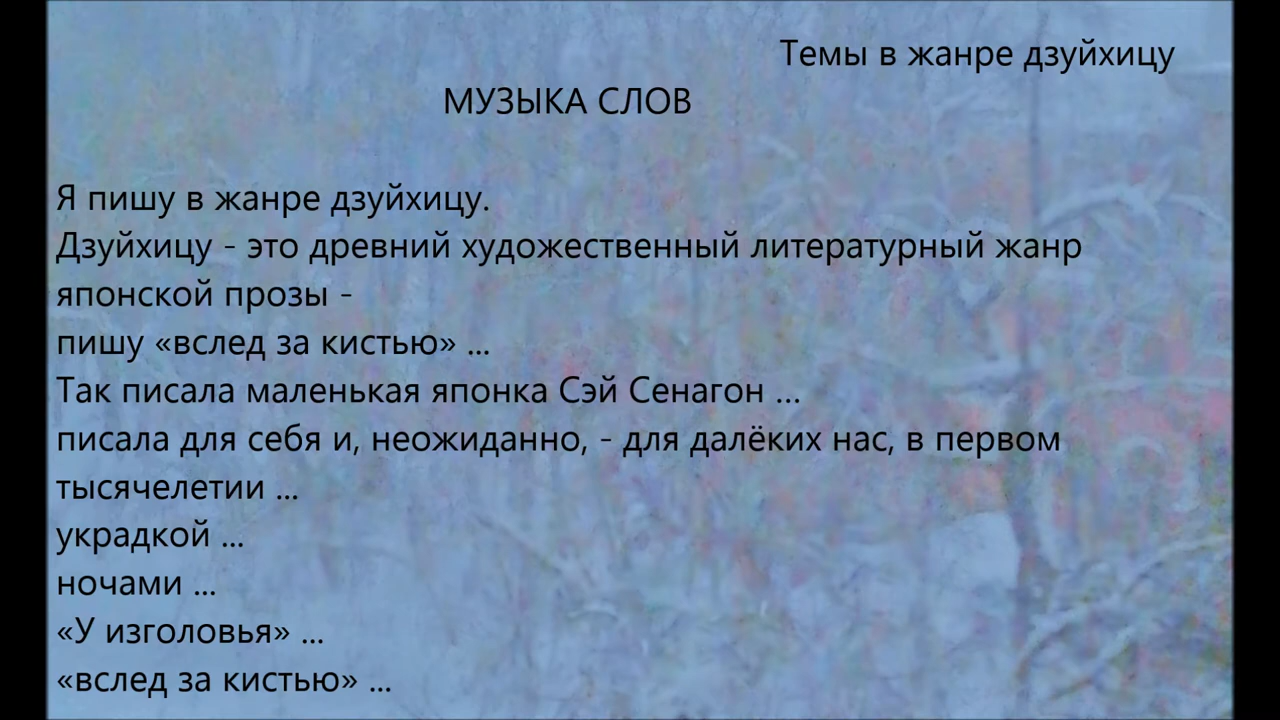 Темы в жанре дзуйхицу
МУЗЫКА СЛОВ
Я пишу в жанре дзуйхицу.
Дзуйхицу - это древний художественный литературный жанр
японской прозы -
пишу «вслед за кистью» ...
Так писала маленькая японка Сэй Сенагон ...
писала для себя и, неожиданно, - для далёких нас, в первом
тысячелетии ...
украдкой ...
ночами ...
«У изголовья» ...
«вслед за кистью» ...